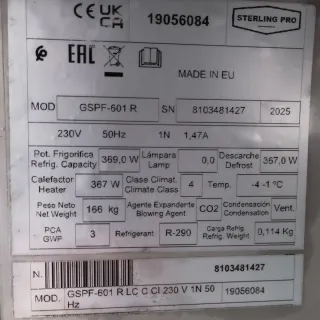 CE UK CA 19056084 STERLING PRO
EAC MADE IN EU
MOD GSPF-601 R SN 8103481427 2025
230V 50Hz 1N 1,47A
Pot. Frigorifica Refrig. Capacity 369,0 W Lámpara Lamp 0,0 Descarche Defrost 367,0 W
Calefactor Heater 367 W Clase Climat. Climate Class 4 Temp. -4 -1 °C
Peso Neto Net Weight 166 kg Agente Expandente Blowing Agent CO2 Condensación Condensation Vent.
PCA GWP 3 Refrigerant R-290 Carga Refrig. Refrig. Weight 0,114 Kg
N. 8103481427
MOD. GSPF-601 R LC C CI 230 V 1N 50 Hz 19056084